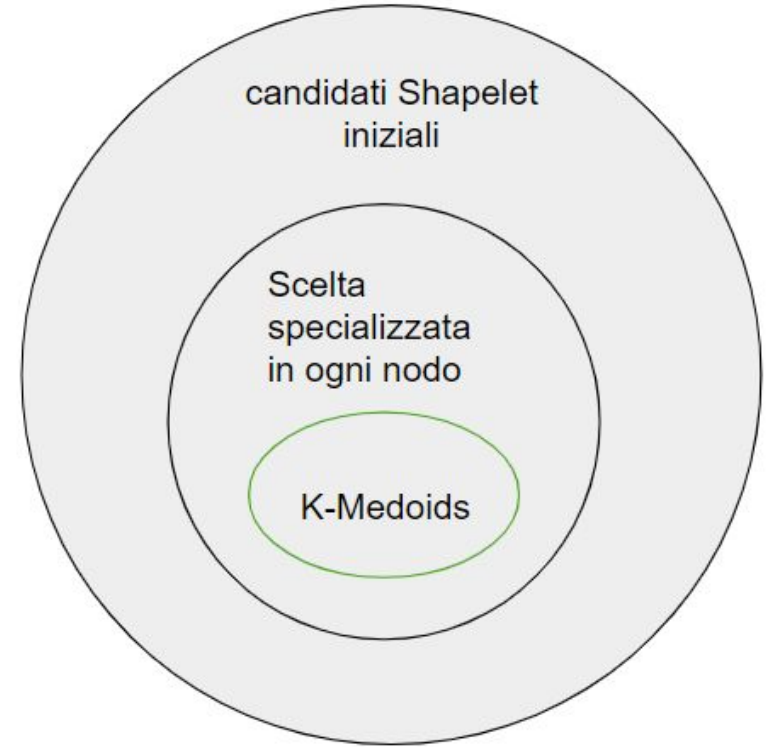 candidati Shapelet
iniziali
Scelta
specializzata
in ogni nodo
K-Medoids